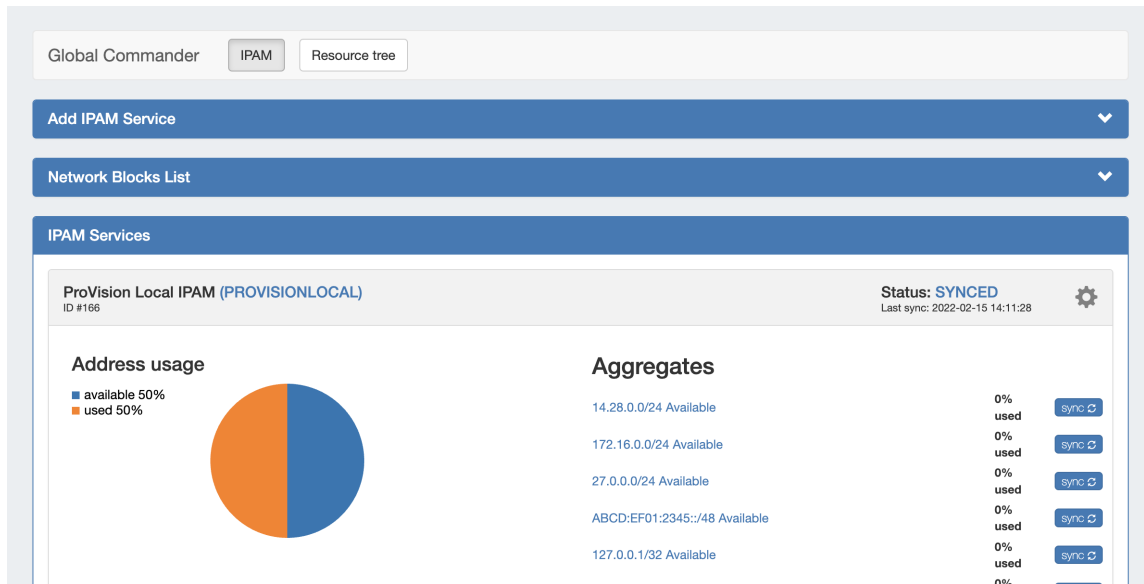 Global Commander IPAM Resource tree
Add IPAM Service
Network Blocks List
IPAM Services
ProVision Local IPAM (PROVISIONLOCAL)
ID #166
Status: SYNCED
Last sync: 2022-02-15 14:11:28
Address usage
available 50%
used 50%
Aggregates
14.28.0.0/24 Available
0%
used
sync
172.16.0.0/24 Available
0%
used
sync
27.0.0.0/24 Available
0%
used
sync
ABCD:EF01:2345::/48 Available
0%
used
sync
127.0.0.1/32 Available
0%
used
sync
0%